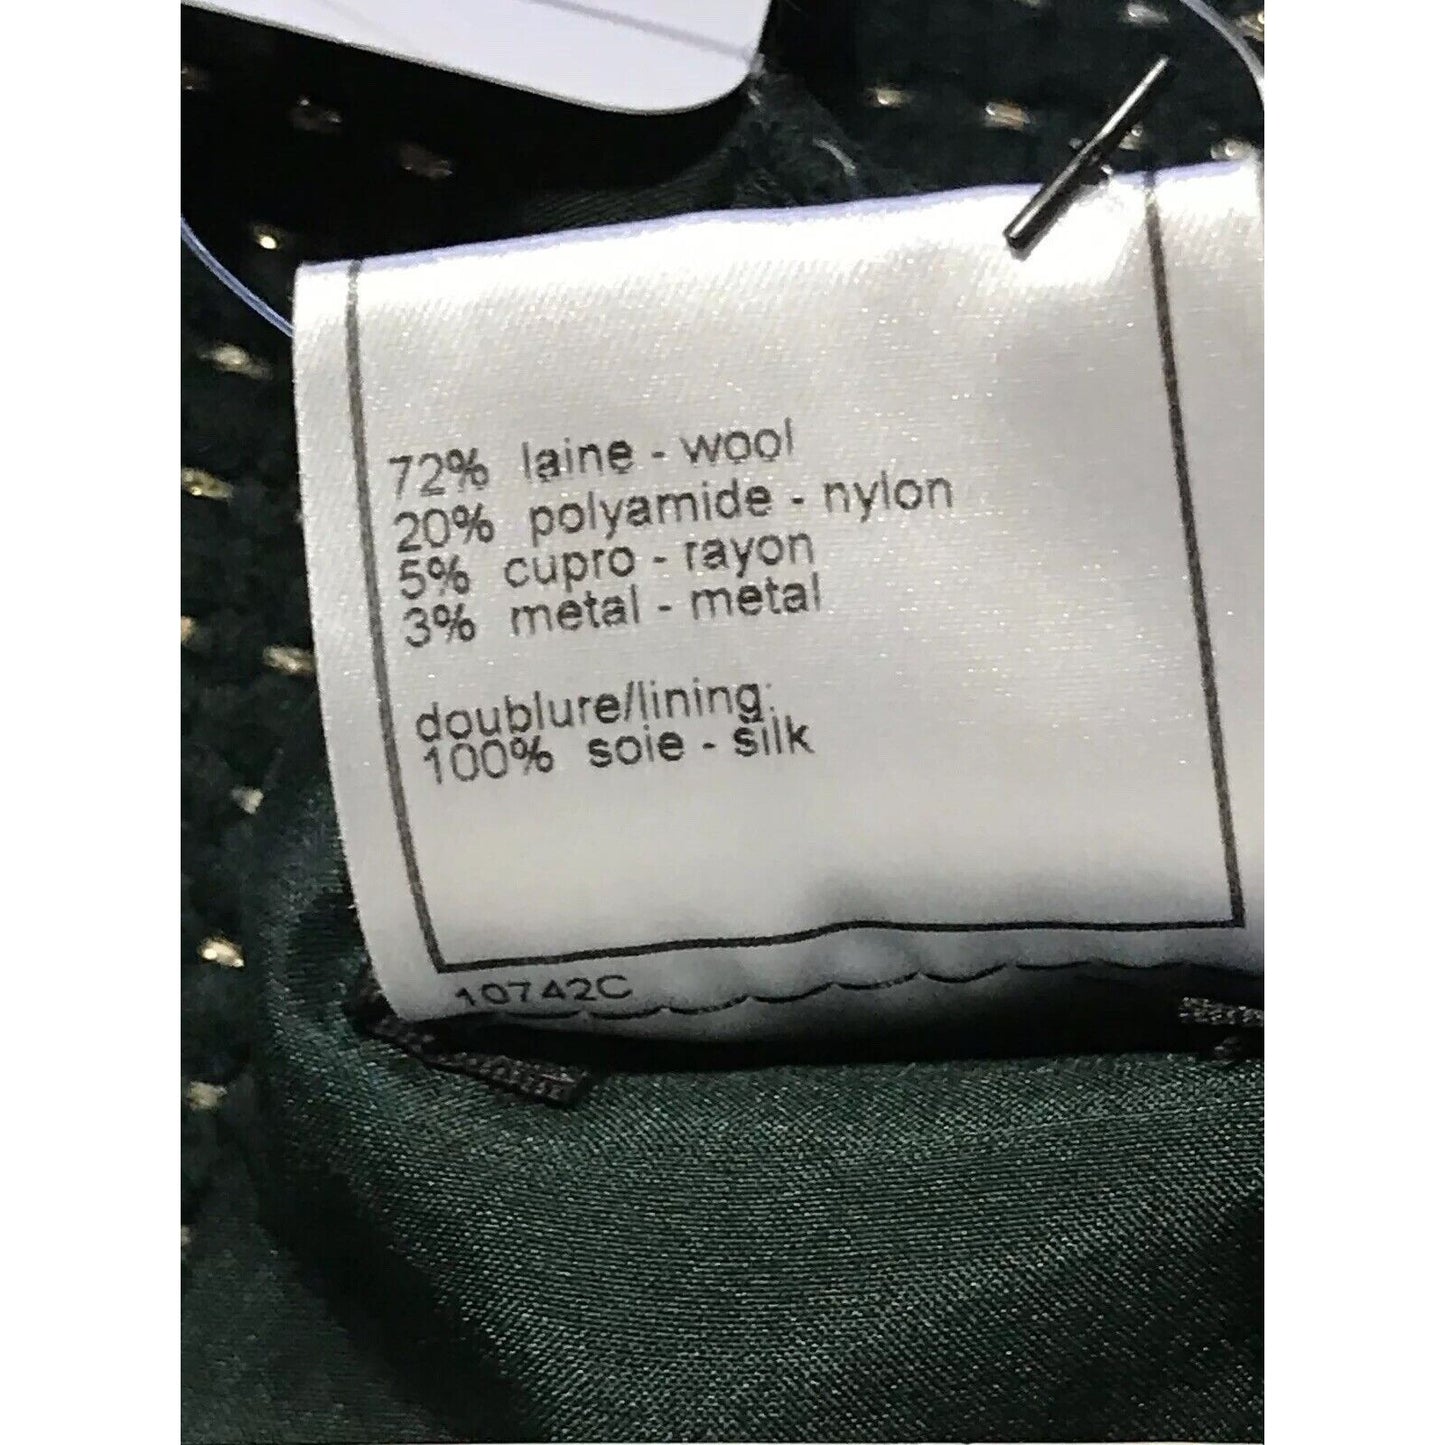 72% laine - wool
20% polyamide - nylon
5% cupro - rayon
3% metal - metal
doublure/lining:
100% soie - silk
10742C